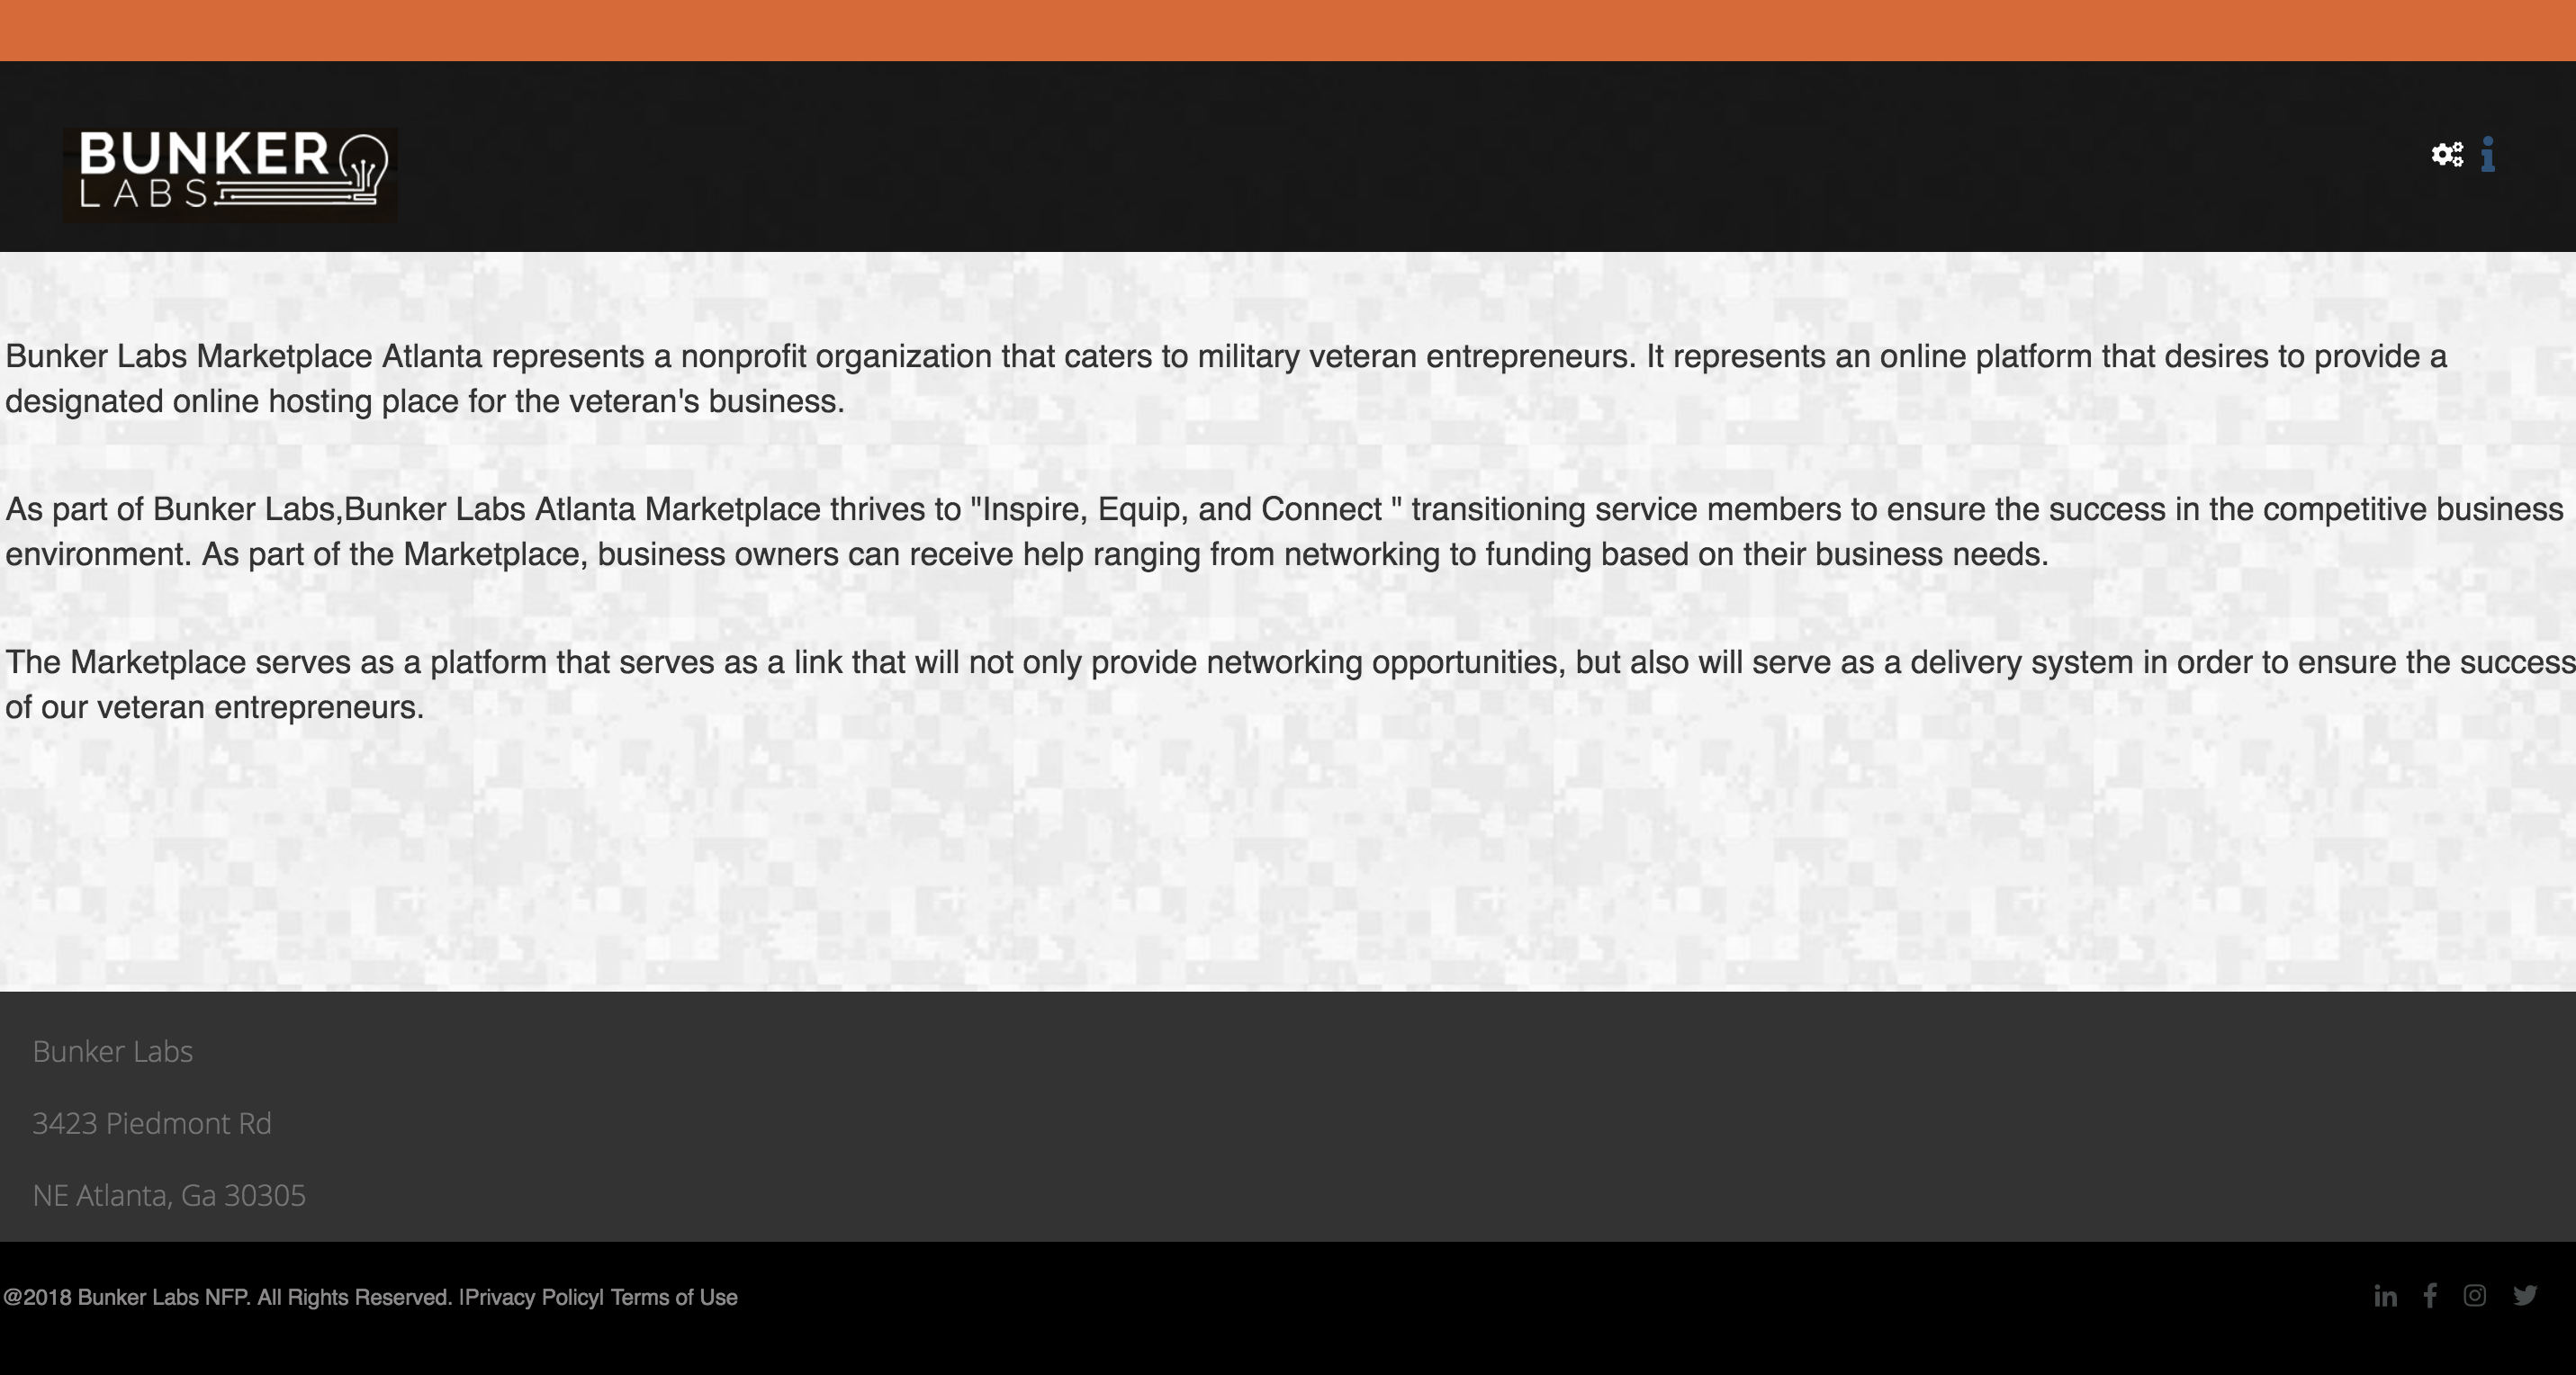 BUNKER
LABS
Bunker Labs Marketplace Atlanta represents a nonprofit organization that caters to military veteran entrepreneurs. It represents an online platform that desires to provide a
designated online hosting place for the veteran's business.
As part of Bunker Labs,Bunker Labs Atlanta Marketplace thrives to "Inspire, Equip, and Connect " transitioning service members to ensure the success in the competitive business
environment. As part of the Marketplace, business owners can receive help ranging from networking to funding based on their business needs.
The Marketplace serves as a platform that serves as a link that will not only provide networking opportunities, but also will serve as a delivery system in order to ensure the success
of our veteran entrepreneurs.
Bunker Labs
3423 Piedmont Rd
NE Atlanta, Ga 30305
@2018 Bunker Labs NFP. All Rights Reserved. |Privacy Policy| Terms of Use